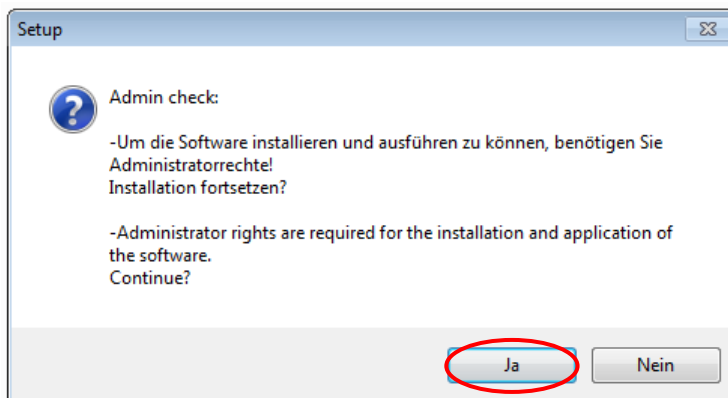 Setup
Admin check:
-Um die Software installieren und ausführen zu können, benötigen Sie
Administratorrechte!
Installation fortsetzen?
-Administrator rights are required for the installation and application of
the software.
Continue?
Ja
Nein